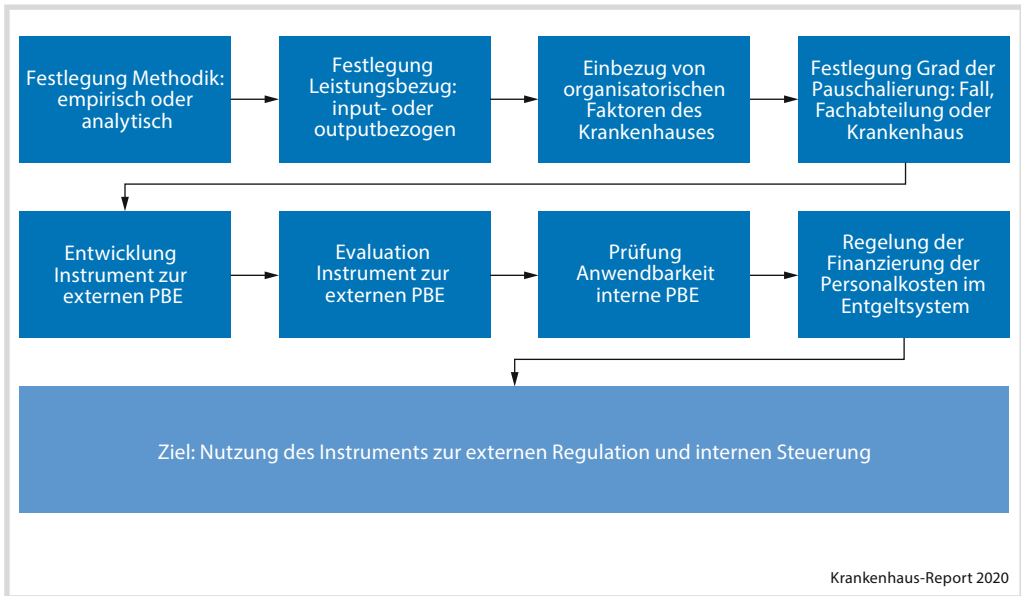 Festlegung Methodik:
empirisch oder
analytisch
Festlegung
Leistungsbezug:
input- oder
outputbezogen
Einbezug von
organisatorischen
Faktoren des
Krankenhauses
Festlegung Grad der
Pauschalierung: Fall,
Fachabteilung oder
Krankenhaus
Entwicklung
Instrument zur
externen PBE
Evaluation
Instrument zur
externen PBE
Prüfung
Anwendbarkeit
interne PBE
Regelung der
Finanzierung der
Personalkosten im
Entgeltsystem
Ziel: Nutzung des Instruments zur externen Regulation und internen Steuerung
Krankenhaus-Report 2020